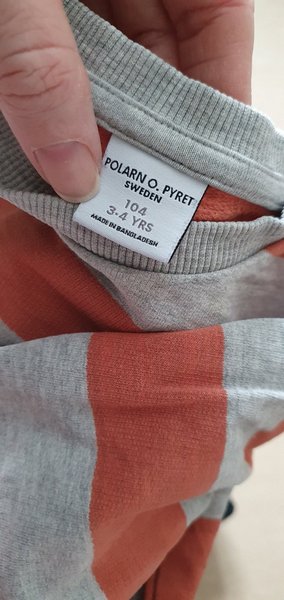 POLARN O. PYRET
SWEDEN
104
3-4 YRS
MADE IN BANGLADESH